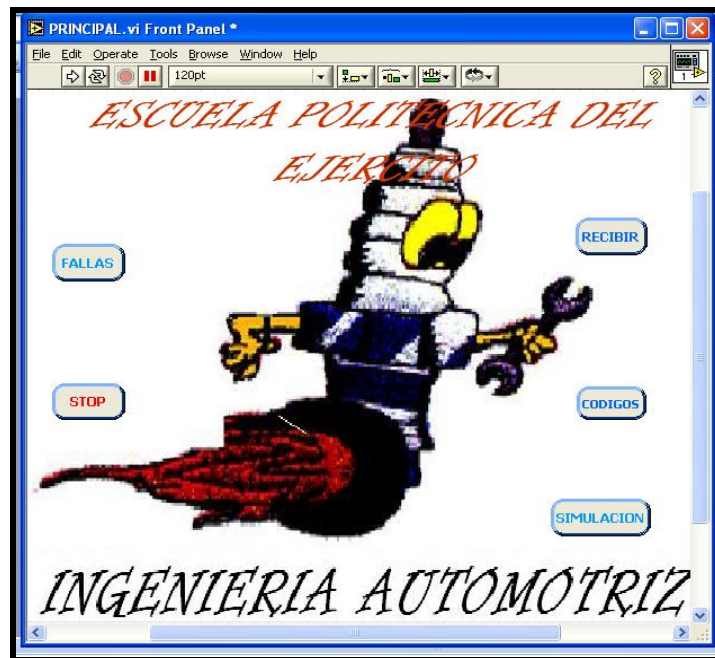 PRINCIPAL.vi Front Panel *
File Edit Operate Tools Browse Window Help
120pt
?
1
ESCUELA POLITECNICA DEL
EJERCITO
RECIBIR
FALLAS
STOP
CODIGOS
SIMULACION
INGENIERIA AUTOMOTRIZ